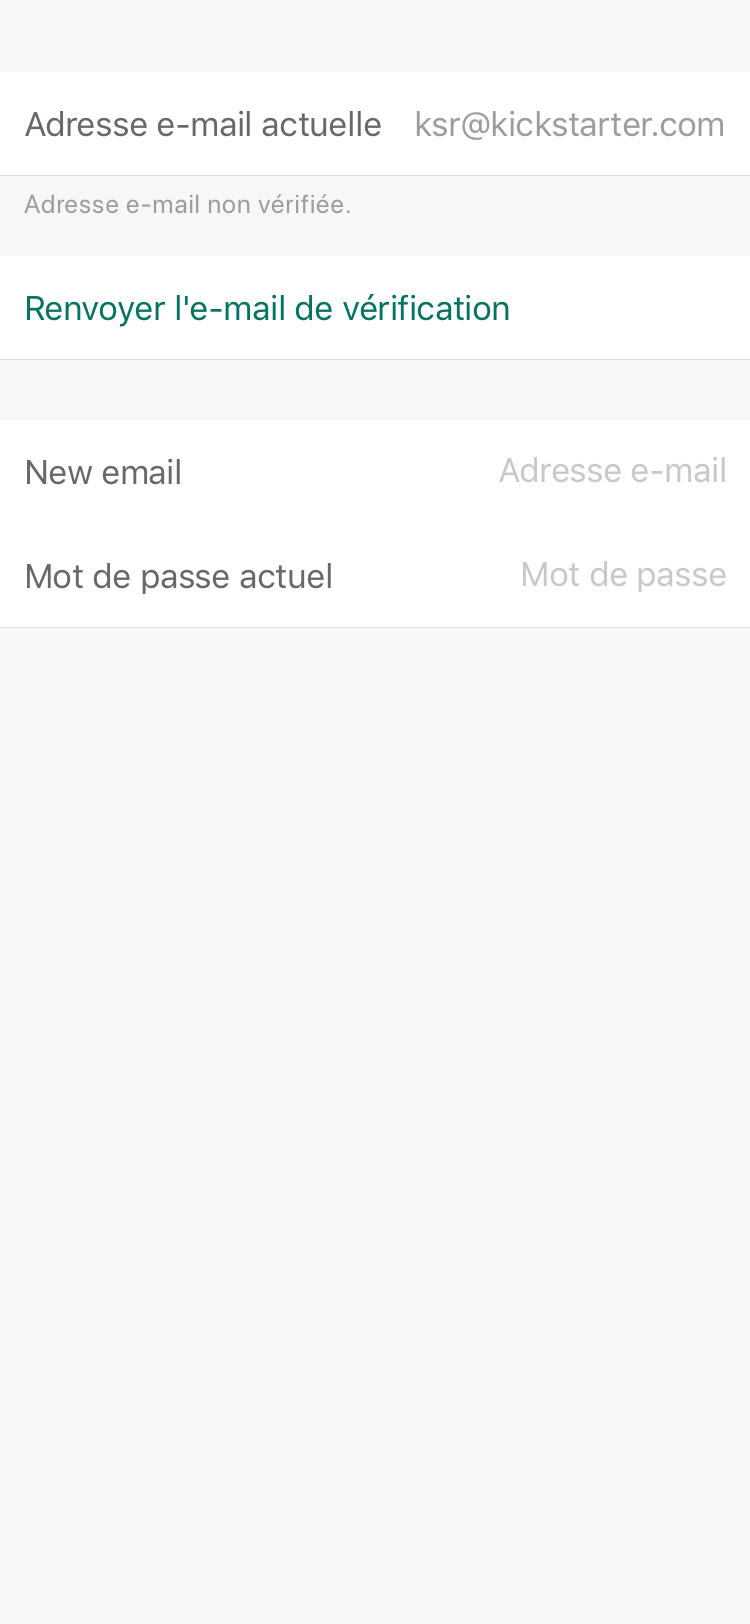 Adresse e-mail actuelle ksr@kickstarter.com
Adresse e-mail non vérifiée.
Renvoyer l'e-mail de vérification
New email Adresse e-mail
Mot de passe actuel Mot de passe